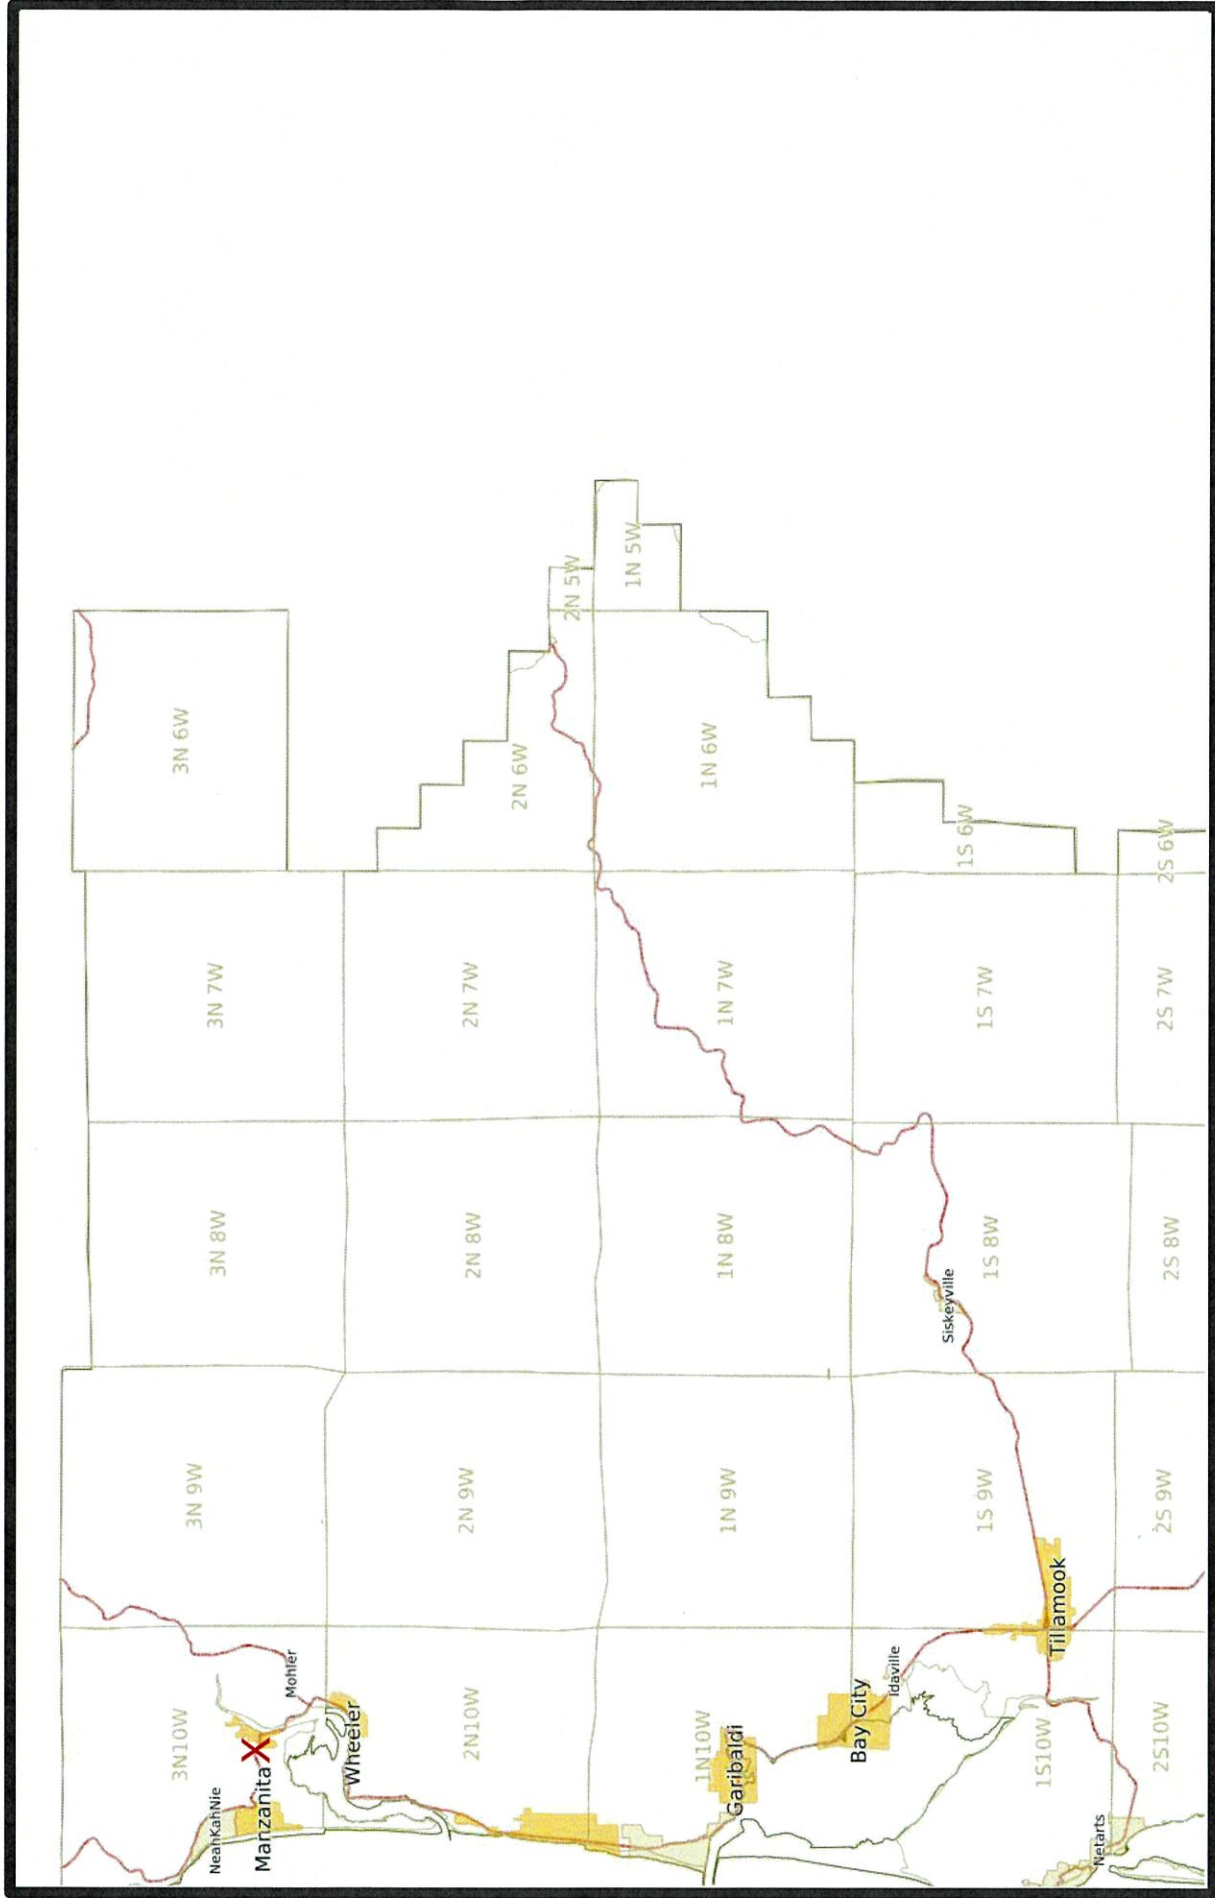 3N10W
3N 9W
3N 8W
3N 7W
3N 6W
NeahKahNie
Manzanita
X
Mohler
Wheeler
2N10W
2N 9W
2N 8W
2N 7W
2N 6W
2N 5W
1N10W
1N 9W
1N 8W
1N 7W
1N 6W
1N 5W
Garibaldi
Bay City
Idaville
1S10W
1S 9W
1S 8W
1S 7W
1S 6W
Siskeyville
Tillamook
Netarts
2S10W
2S 9W
2S 8W
2S 7W
2S 6W